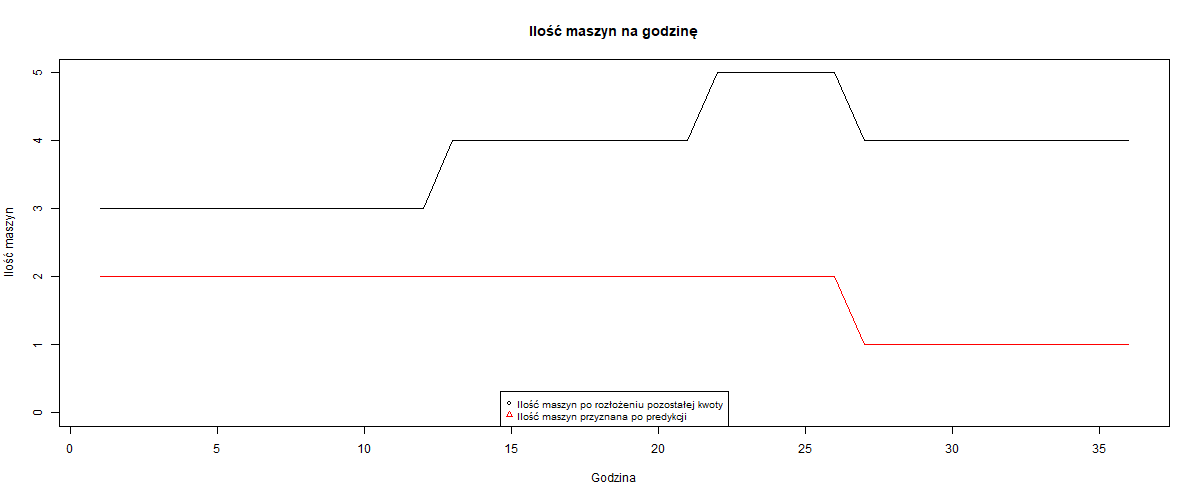 Ilość maszyn na godzinę
Ilość maszyn
5
4
3
2
1
0
Ilość maszyn po rozłożeniu pozostałej kwoty
Ilość maszyn przyznana po predykcji
0 5 10 15 20 25 30 35
Godzina